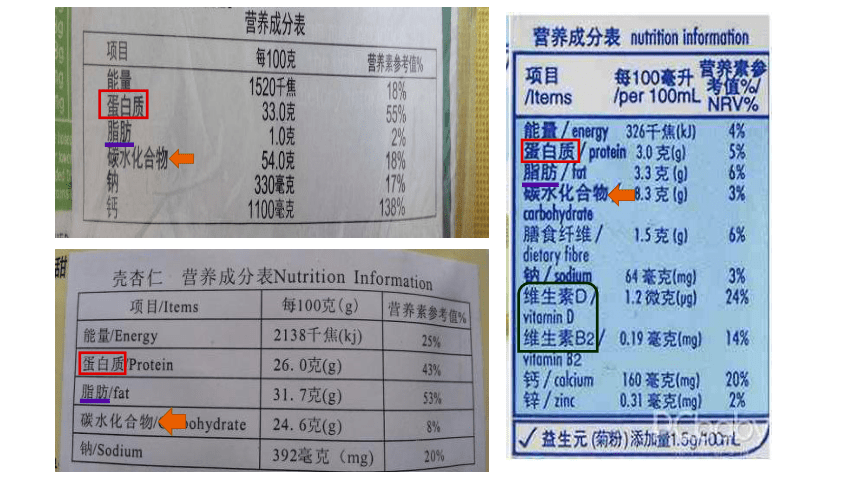 营养成分表
项目 每100克 营养素参考值%
能量 1520千焦 18%
蛋白质 33.0克 55%
脂肪 1.0克 2%
碳水化合物 54.0克 18%
钠 330毫克 17%
钙 1100毫克 138%
甜
壳杏仁 营养成分表Nutrition Information
项目/Items 每100克(g) 营养素参考值%
能量/Energy 2138千焦(kj) 25%
蛋白质/Protein 26.0克(g) 43%
脂肪/fat 31.7克(g) 53%
碳水化合物/ 24.6克(g) 8%
钠/Sodium 392毫克 (mg) 20%
营养成分表 nutrition information
项目 每100毫升 营养素参
/Items /per 100mL 考值%/
NRV%
能量/energy 326千焦(kJ) 4%
蛋白质/protein 3.0克(g) 5%
脂肪/fat 3.3克(g) 6%
碳水化合物 8.3克(g) 3%
carbohydrate
膳食纤维/ 1.5克(g) 6%
dietary fibre
钠/sodium 64毫克(mg) 3%
维生素D/ 1.2微克(μg) 24%
vitamin D
维生素B2/ 0.19毫克(mg) 14%
vitamin B2
钙/calcium 160毫克(mg) 20%
锌/zinc 0.31毫克(mg) 2%
益生元(菊粉)添加量1.5g/100mL